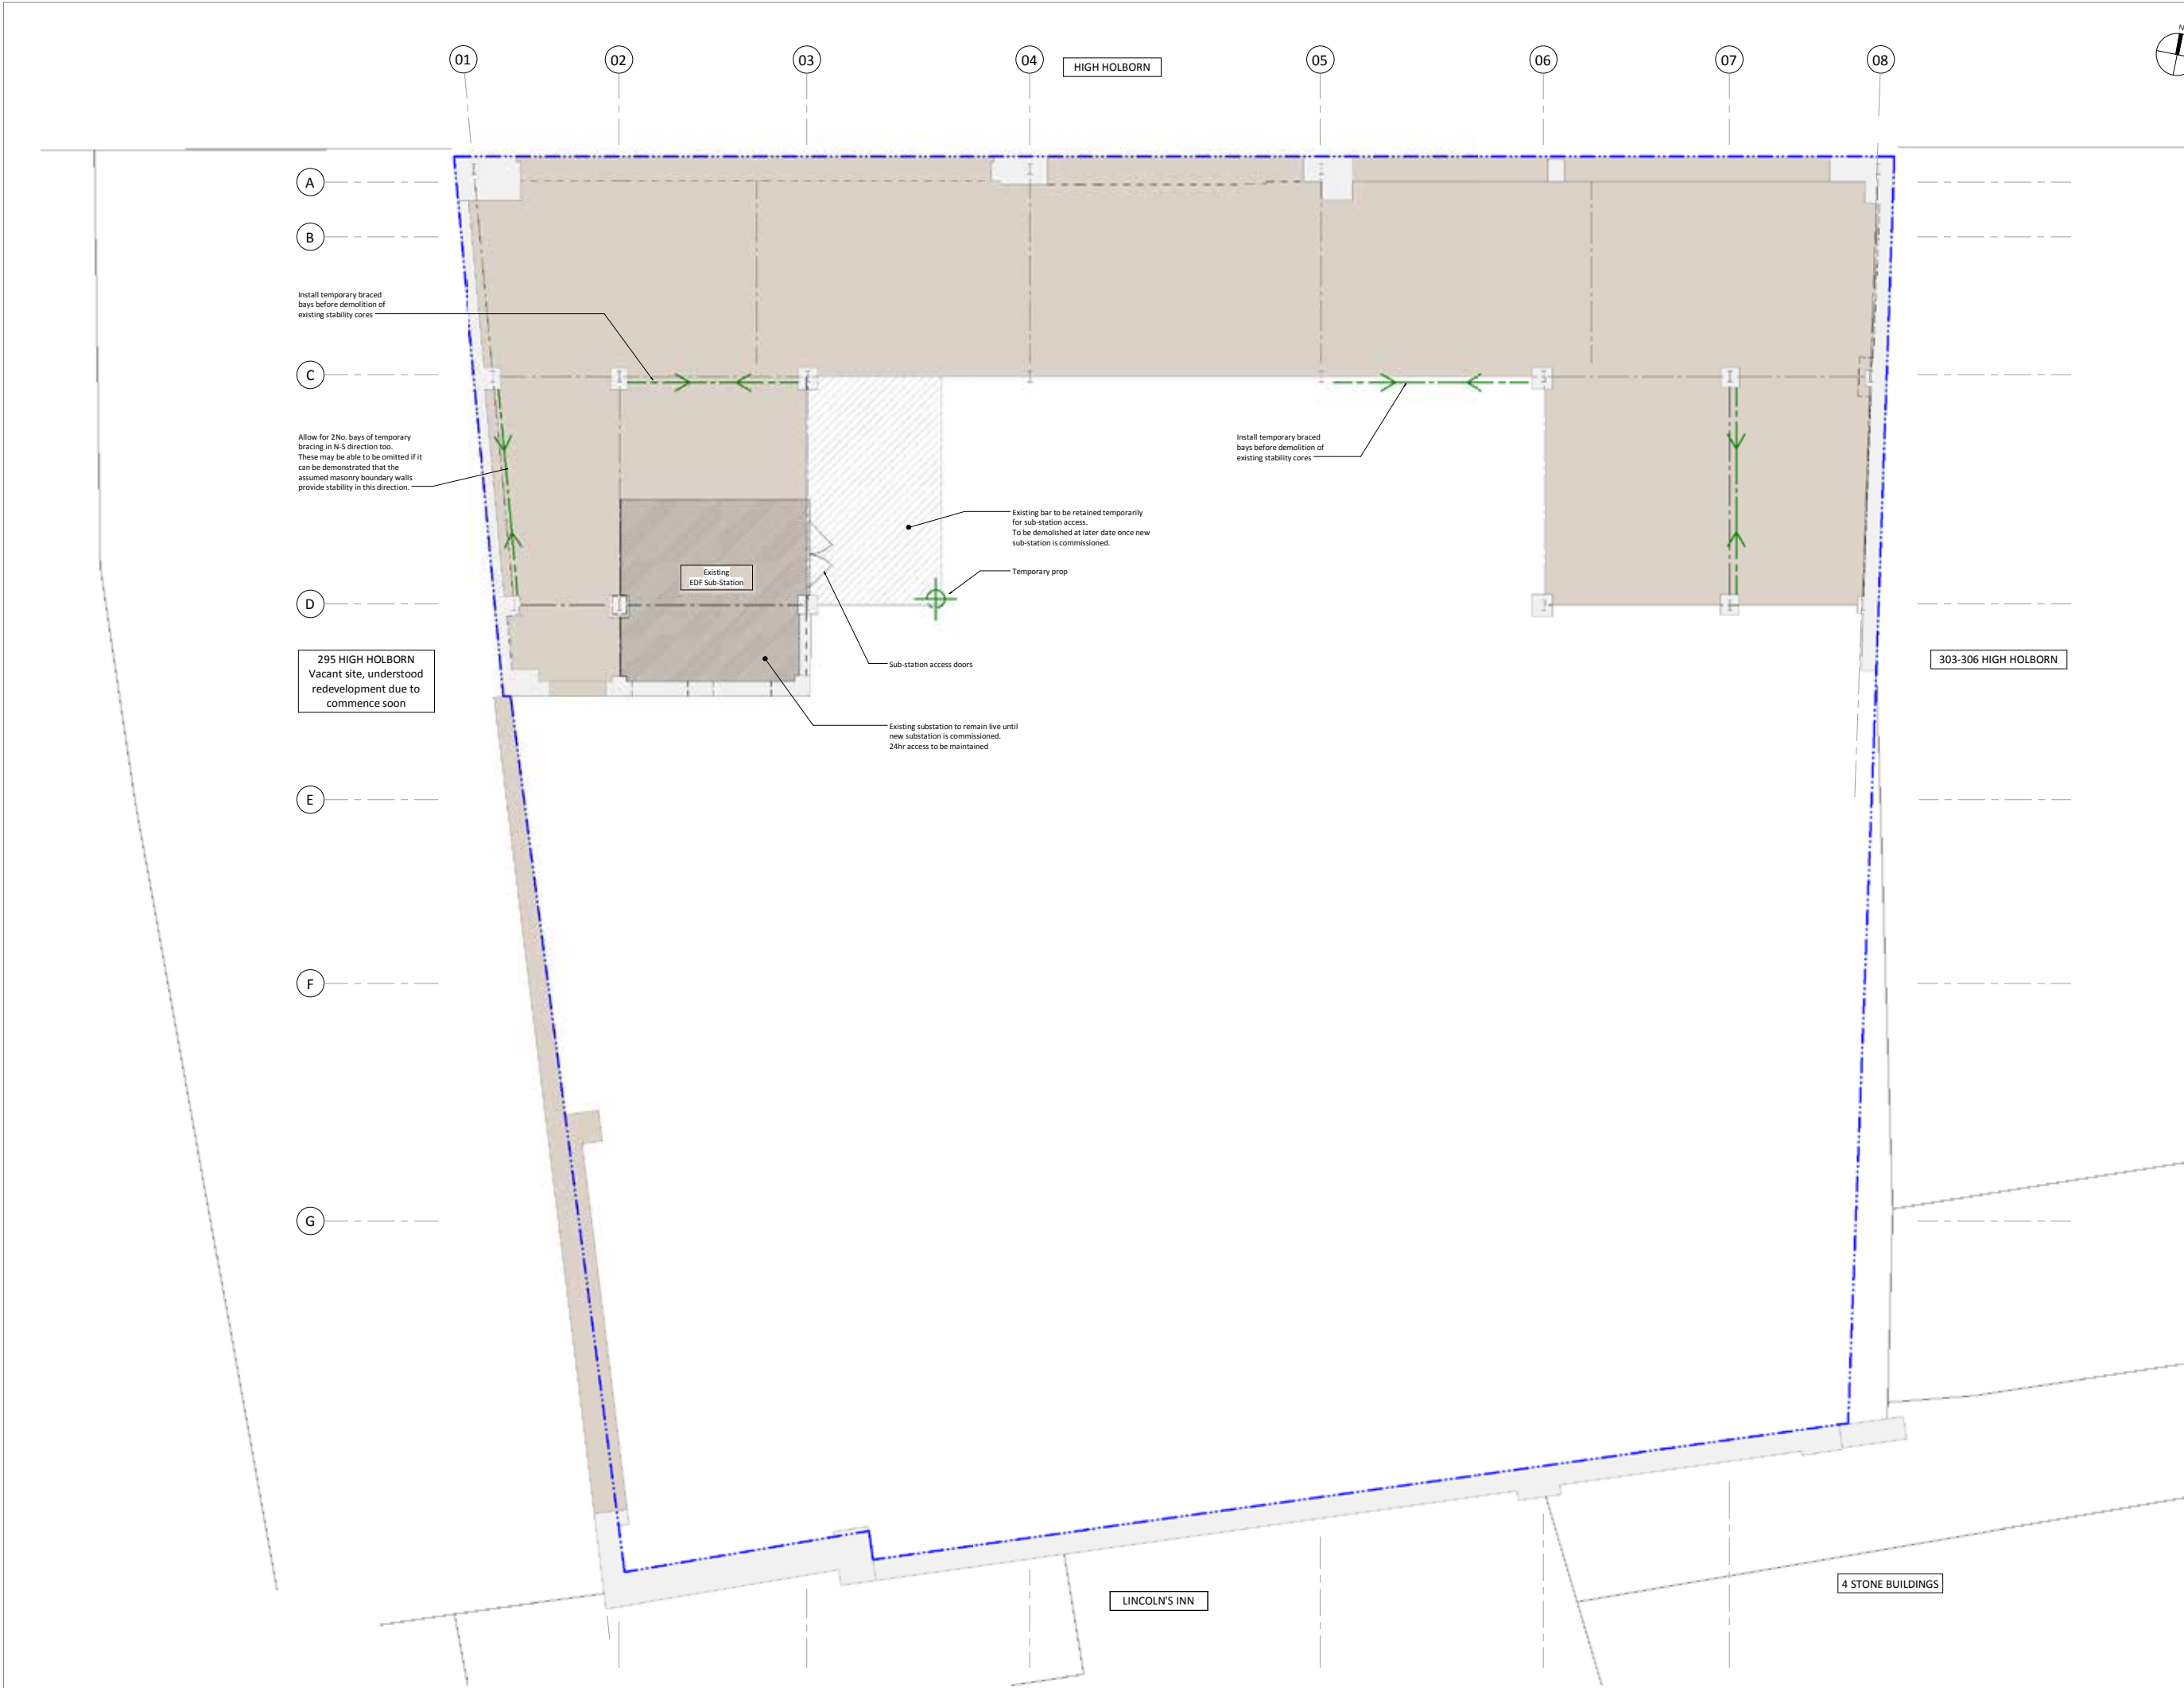 N
01
02
03
04
HIGH HOLBORN
05
06
07
08
A
B
Install temporary braced
bays before demolition of
existing stability cores
C
Allow for 2No. bays of temporary
bracing in N-S direction too.
These may be able to be omitted if it
can be demonstrated that the
assumed masonry boundary walls
provide stability in this direction.
Install temporary braced
bays before demolition of
existing stability cores
Existing bar to be retained temporarily
for sub-station access.
To be demolished at later date once new
sub-station is commissioned.
Existing
EDF Sub-Station
Temporary prop
D
Sub-station access doors
295 HIGH HOLBORN
Vacant site, understood
redevelopment due to
commence soon
303-306 HIGH HOLBORN
Existing substation to remain live until
new substation is commissioned.
24hr access to be maintained
E
F
G
LINCOLN'S INN
4 STONE BUILDINGS